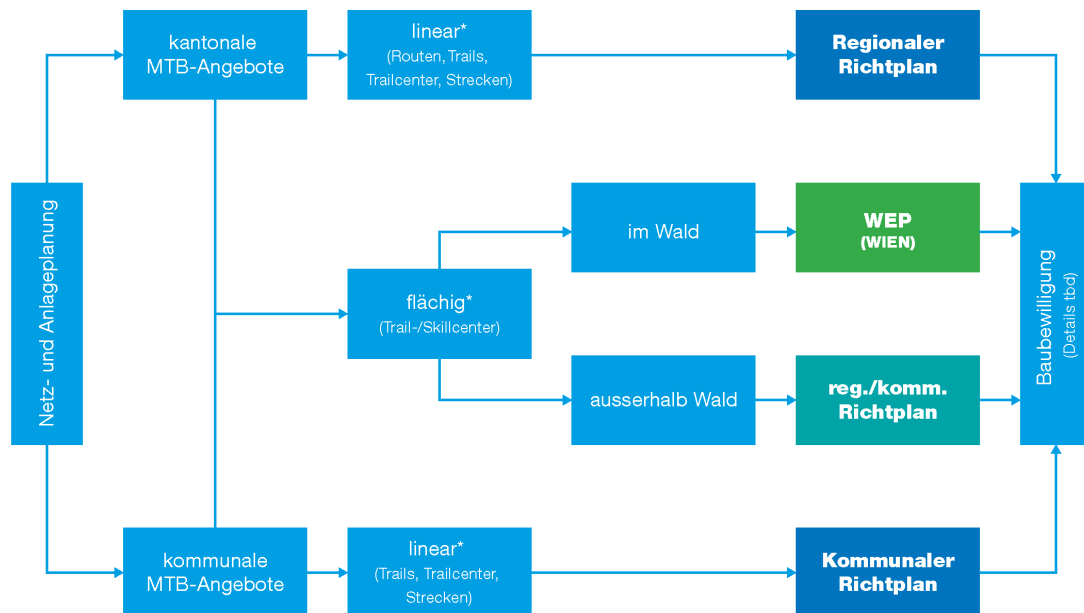 kantonale
MTB-Angebote
linear*
(Routen, Trails,
Trailcenter, Strecken)
Regionaler
Richtplan
Netz- und Anlageplanung
im Wald
WEP
(WIEN)
flächig*
(Trail-/Skillcenter)
Baubewilligung
(Details tbd)
ausserhalb Wald
reg./komm.
Richtplan
kommunale
MTB-Angebote
linear*
(Trails, Trailcenter,
Strecken)
Kommunaler
Richtplan